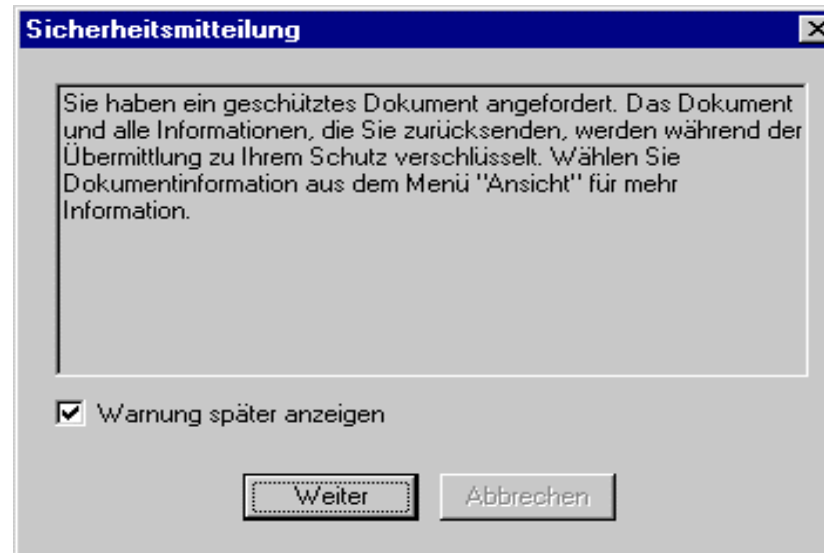 Sicherheitsmitteilung
Sie haben ein geschütztes Dokument angefordert. Das Dokument
und alle Informationen, die Sie zurücksenden, werden während der
Übermittlung zu Ihrem Schutz verschlüsselt. Wählen Sie
Dokumentinformation aus dem Menü "Ansicht" für mehr
Information.
Warnung später anzeigen
Weiter Abbrechen